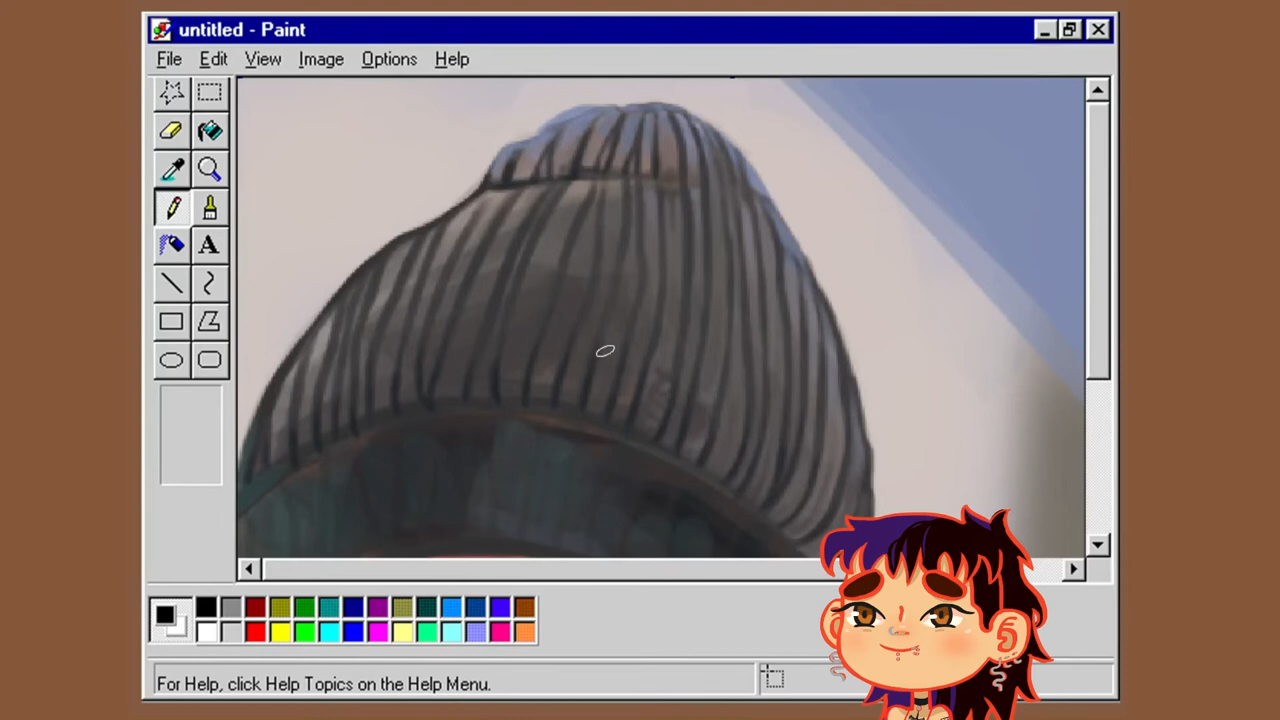 untitled - Paint
File Edit View Image Options Help
A
For Help, click Help Topics on the Help Menu.